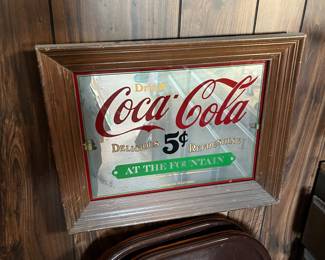 Drink
Coca-Cola
DELICIOUS 5¢ REFRESHING
AT THE FOUNTAIN